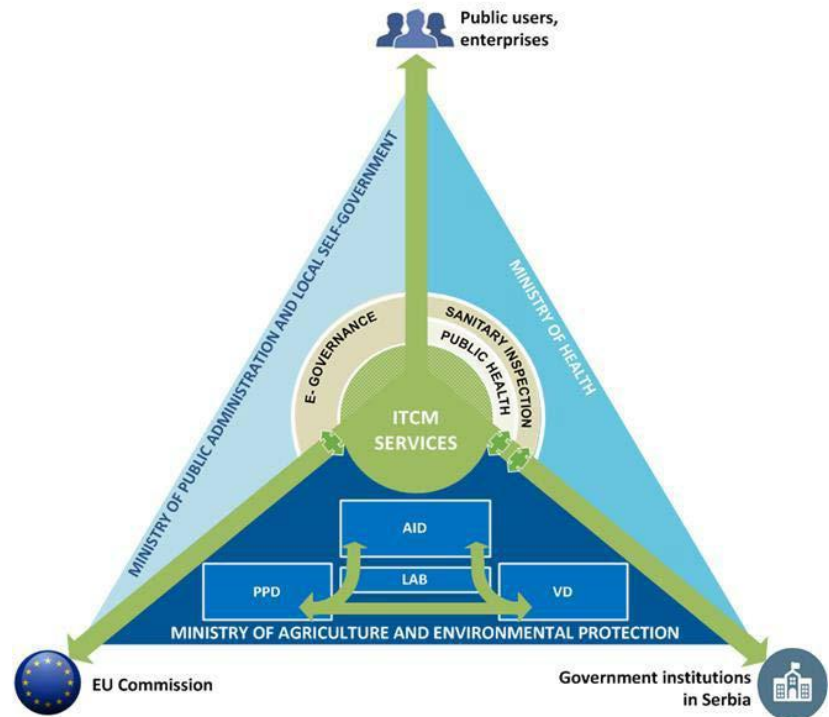 Public users,
enterprises
MINISTRY OF PUBLIC ADMINISTRATION AND LOCAL SELF-GOVERNMENT
MINISTRY OF HEALTH
E- GOVERNANCE
SANITARY INSPECTION
PUBLIC HEALTH
ITCM
SERVICES
AID
LAB
PPD
VD
MINISTRY OF AGRICULTURE AND ENVIRONMENTAL PROTECTION
EU Commission
Government institutions
in Serbia